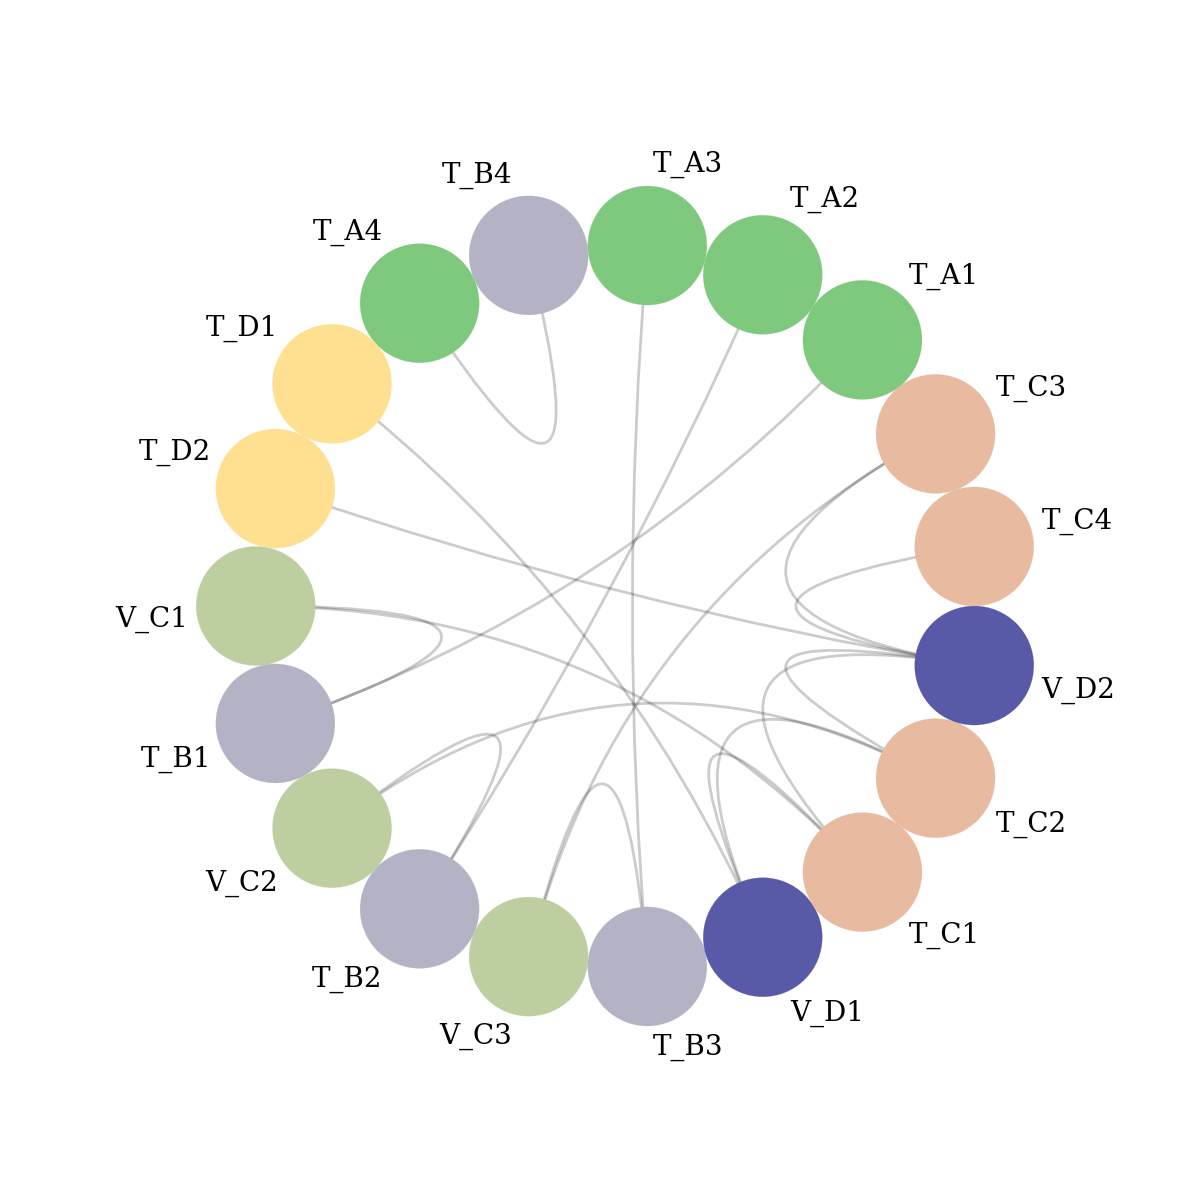 T_A3
T_B4
T_A2
T_A4
T_A1
T_D1
T_C3
T_D2
T_C4
V_C1
V_D2
T_B1
T_C2
V_C2
T_C1
T_B2
V_D1
V_C3
T_B3